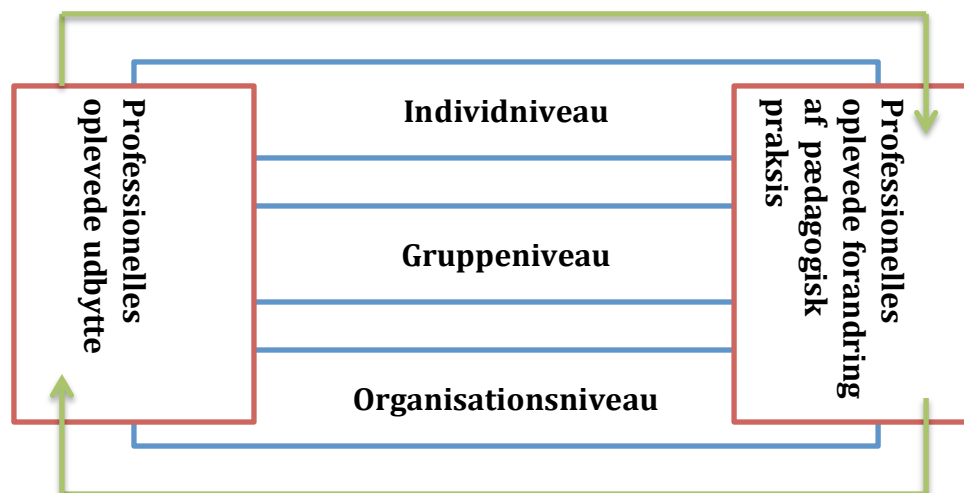 Professionelles
oplevede udbytte
Individniveau
Gruppeniveau
Organisationsniveau
Professionelles
oplevede forandring
af pædagogisk
praksis